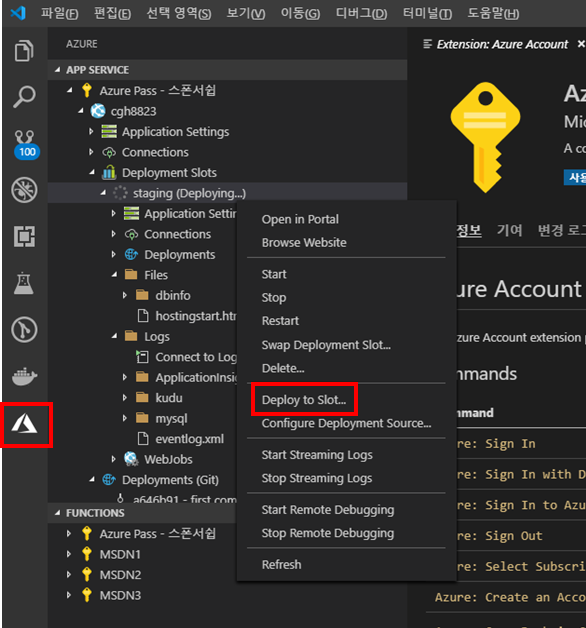 파일(F) 편집(E) 선택 영역(S) 보기(V) 이동(G) 디버그(D) 터미널(T) 도움말(H)
AZURE
Extension: Azure Account
APP SERVICE
Azure Pass - 스폰서쉽
cgh8823
Application Settings
Connections
100
Deployment Slots
staging (Deploying...)
Application Settin
Connections
Deployments
Files
dbinfo
hostingstart.htm
Logs
Connect to Log
ApplicationInsig
kudu
mysql
eventlog.xml
WebJobs
Deployments (Git)
a646b91 - first com
FUNCTIONS
Azure Pass - 스폰서쉽
MSDN1
MSDN2
MSDN3
Open in Portal
Browse Website
Start
Stop
Restart
Swap Deployment Slot...
Delete...
Deploy to Slot...
Configure Deployment Source...
Start Streaming Logs
Stop Streaming Logs
Start Remote Debugging
Stop Remote Debugging
Refresh
Az
Mic
A co
사용
정보 기여 변경 로그
ure Account
zure Account extension p
mmands
mmand
re: Sign In
re: Sign In with D
re: Sign In to Az
re: Sign Out
re: Select Subscri
Azure: Create an Acco